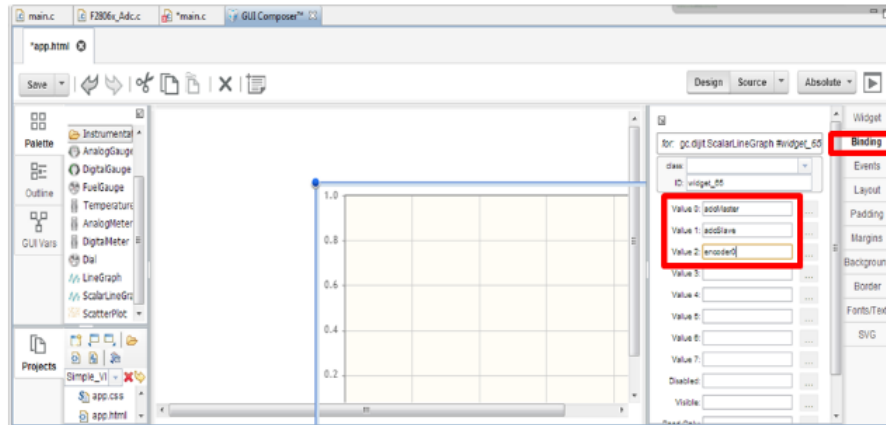 main.c F2806x_Adc.c *main.c GUI Composer™
*app.html
Save Design Source Absolute
Palette
Outline
GUI Vars
Projects
Instrumental
AnalogGauge
DigitalGauge
FuelGauge
Temperature
AnalogMeter
DigitalMeter
Dial
LineGraph
ScalarLineGra
ScatterPlot
Simple_VI
app.css
app.html
1.0
0.8
0.6
0.4
0.2
for: gc.dijit.ScalarLineGraph #widget_65
class:
ID: widget_65
Value 0: adcMaster
Value 1: adcSlave
Value 2: encoder0
Value 3:
Value 4:
Value 5:
Value 6:
Value 7:
Disabled:
Visible:
Read Only:
Widget
Binding
Events
Layout
Padding
Margins
Backgroun
Border
Fonts/Text
SVG